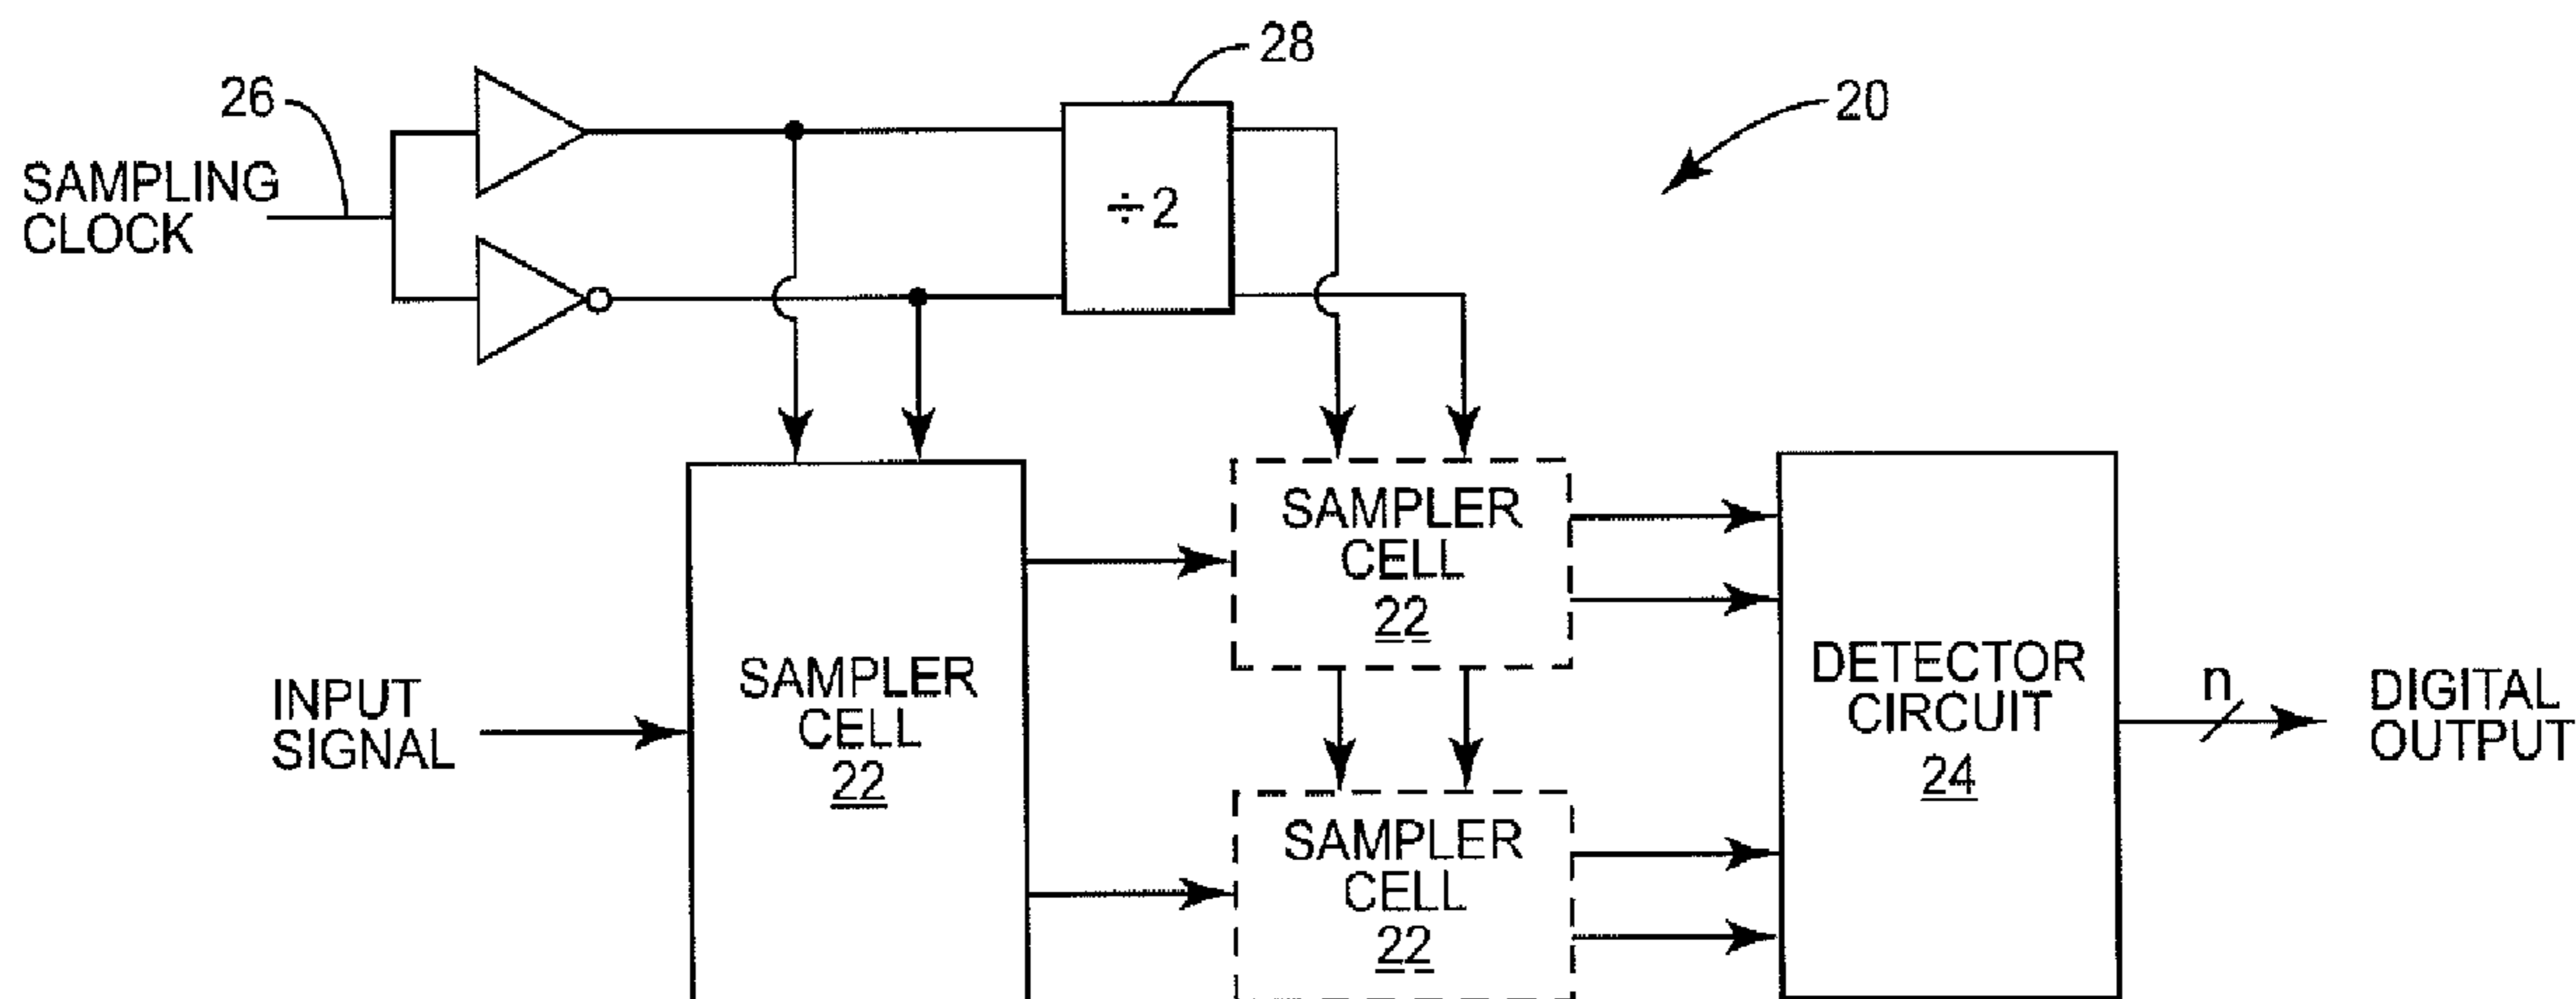 28
26
20
SAMPLING
CLOCK
÷2
SAMPLER
CELL
22
INPUT
SIGNAL
SAMPLER
CELL
22
SAMPLER
CELL
22
DETECTOR
CIRCUIT
24
n
DIGITAL
OUTPUT